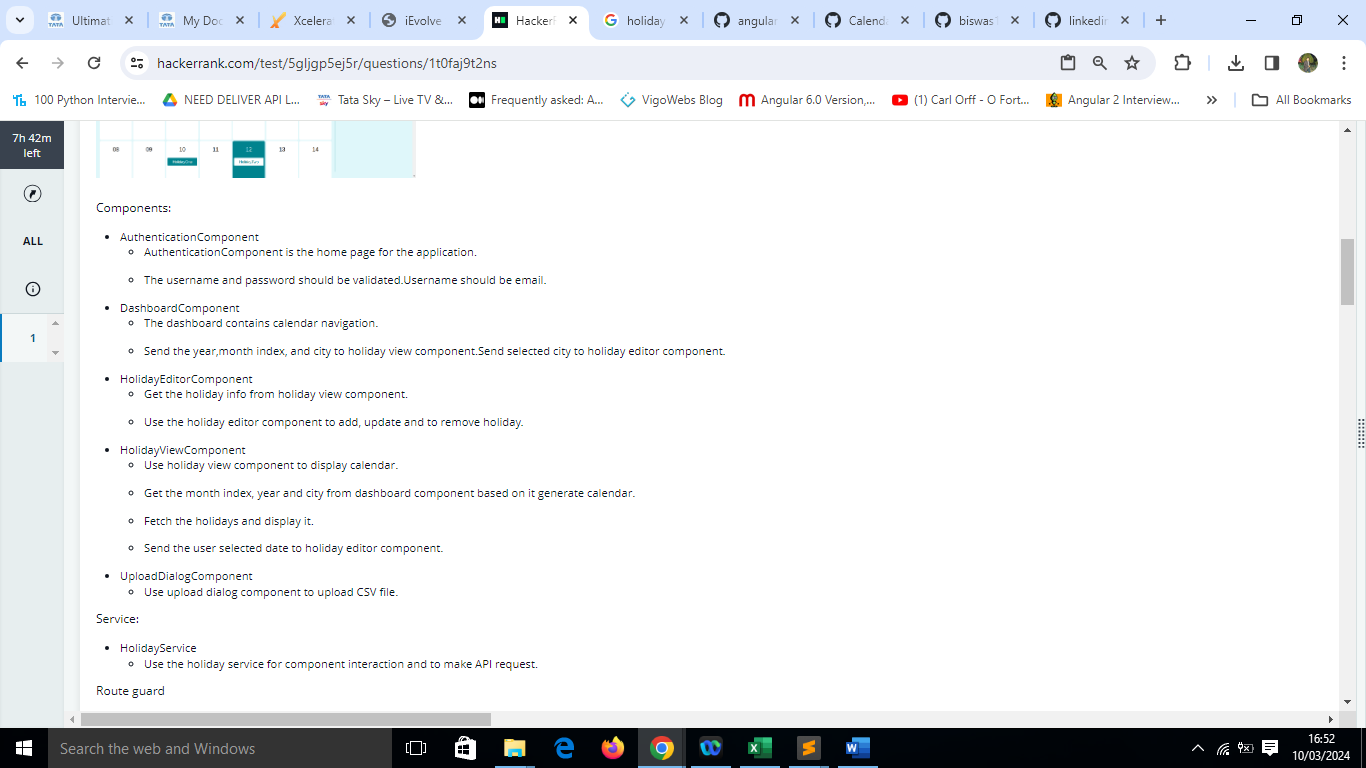 Ultimat
My Doc
Xcelera
iEvolve
Hackerr
holiday
angular
Calenda
biswas
linkedin
hackerrank.com/test/5gljgp5ej5r/questions/1t0faj9t2ns
100 Python Intervie...
NEED DELIVER API L...
Tata Sky – Live TV &...
Frequently asked: A...
VigoWebs Blog
Angular 6.0 Version,...
(1) Carl Orff - O Fort...
Angular 2 Interview...
All Bookmarks
7h 42m
left
ALL
1
08 09 10 11 12 13 14
Components:
AuthenticationComponent
AuthenticationComponent is the home page for the application.
The username and password should be validated.Username should be email.
DashboardComponent
The dashboard contains calendar navigation.
Send the year,month index, and city to holiday view component.Send selected city to holiday editor component.
HolidayEditorComponent
Get the holiday info from holiday view component.
Use the holiday editor component to add, update and to remove holiday.
HolidayViewComponent
Use holiday view component to display calendar.
Get the month index, year and city from dashboard component based on it generate calendar.
Fetch the holidays and display it.
Send the user selected date to holiday editor component.
UploadDialogComponent
Use upload dialog component to upload CSV file.
Service:
HolidayService
Use the holiday service for component interaction and to make API request.
Route guard
Search the web and Windows
16:52
10/03/2024